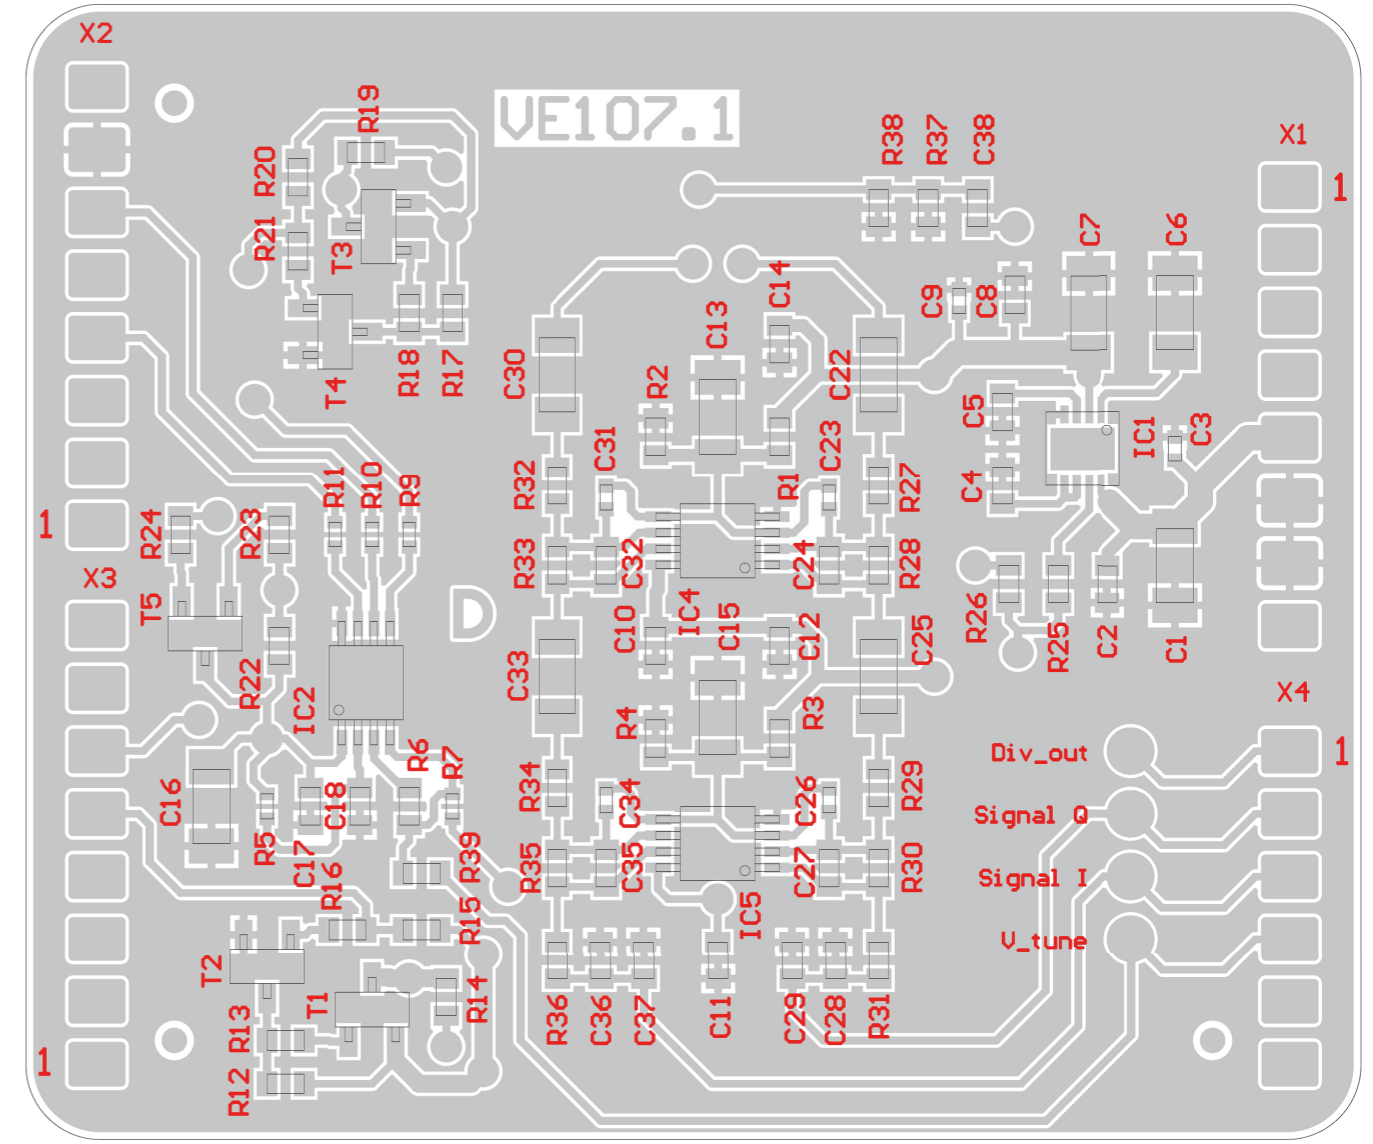 X2
VE107.1
R19
R38
R37
C38
X1
1
R20
R21
T3
C7
C6
C14
C9
C8
C13
R18
R17
T4
C30
R2
C22
C5
IC1
C3
C31
C23
R11
R10
R9
R32
R1
R27
C4
1
R24
R23
R33
C32
C24
R28
X3
T5
C10
IC4
C15
C12
C25
R26
R25
C2
C1
R22
IC2
C33
X4
R4
R3
R6
R7
Div_out
1
C16
C18
R34
C34
C26
R29
Signal Q
R5
C17
R16
R39
R35
C35
C27
R30
Signal I
R15
IC5
V_tune
T2
T1
R14
R13
R36
C36
C37
C11
C29
C28
R31
1
R12